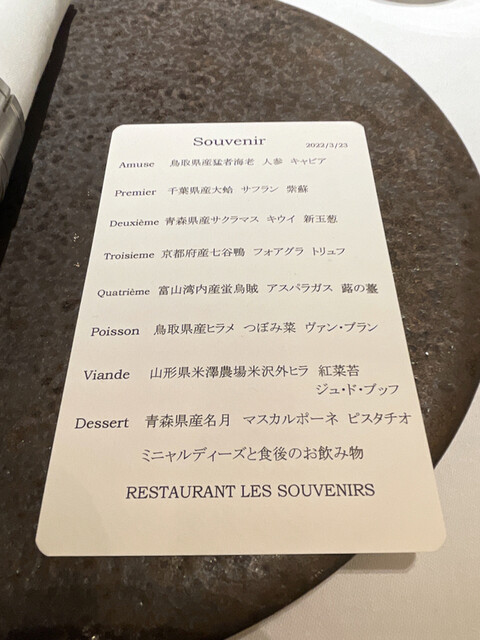 Souvenir 2022/3/23
Amuse 鳥取県産猛者海老 人参 キャビア
Premier 千葉県産大蛤 サフラン 紫蘇
Deuxième 青森県産サクラマス キウイ 新玉葱
Troisieme 京都府産七谷鴨 フォアグラ トリュフ
Quatrième 富山湾内産蛍烏賊 アスパラガス 蕗の薹
Poisson 鳥取県産ヒラメ つぼみ菜 ヴァン・ブラン
Viande 山形県米澤農場米沢外ヒラ 紅菜苔
ジュ・ド・ブッフ
Dessert 青森県産名月 マスカルポーネ ピスタチオ
ミニャルディーズと食後のお飲み物
RESTAURANT LES SOUVENIRS